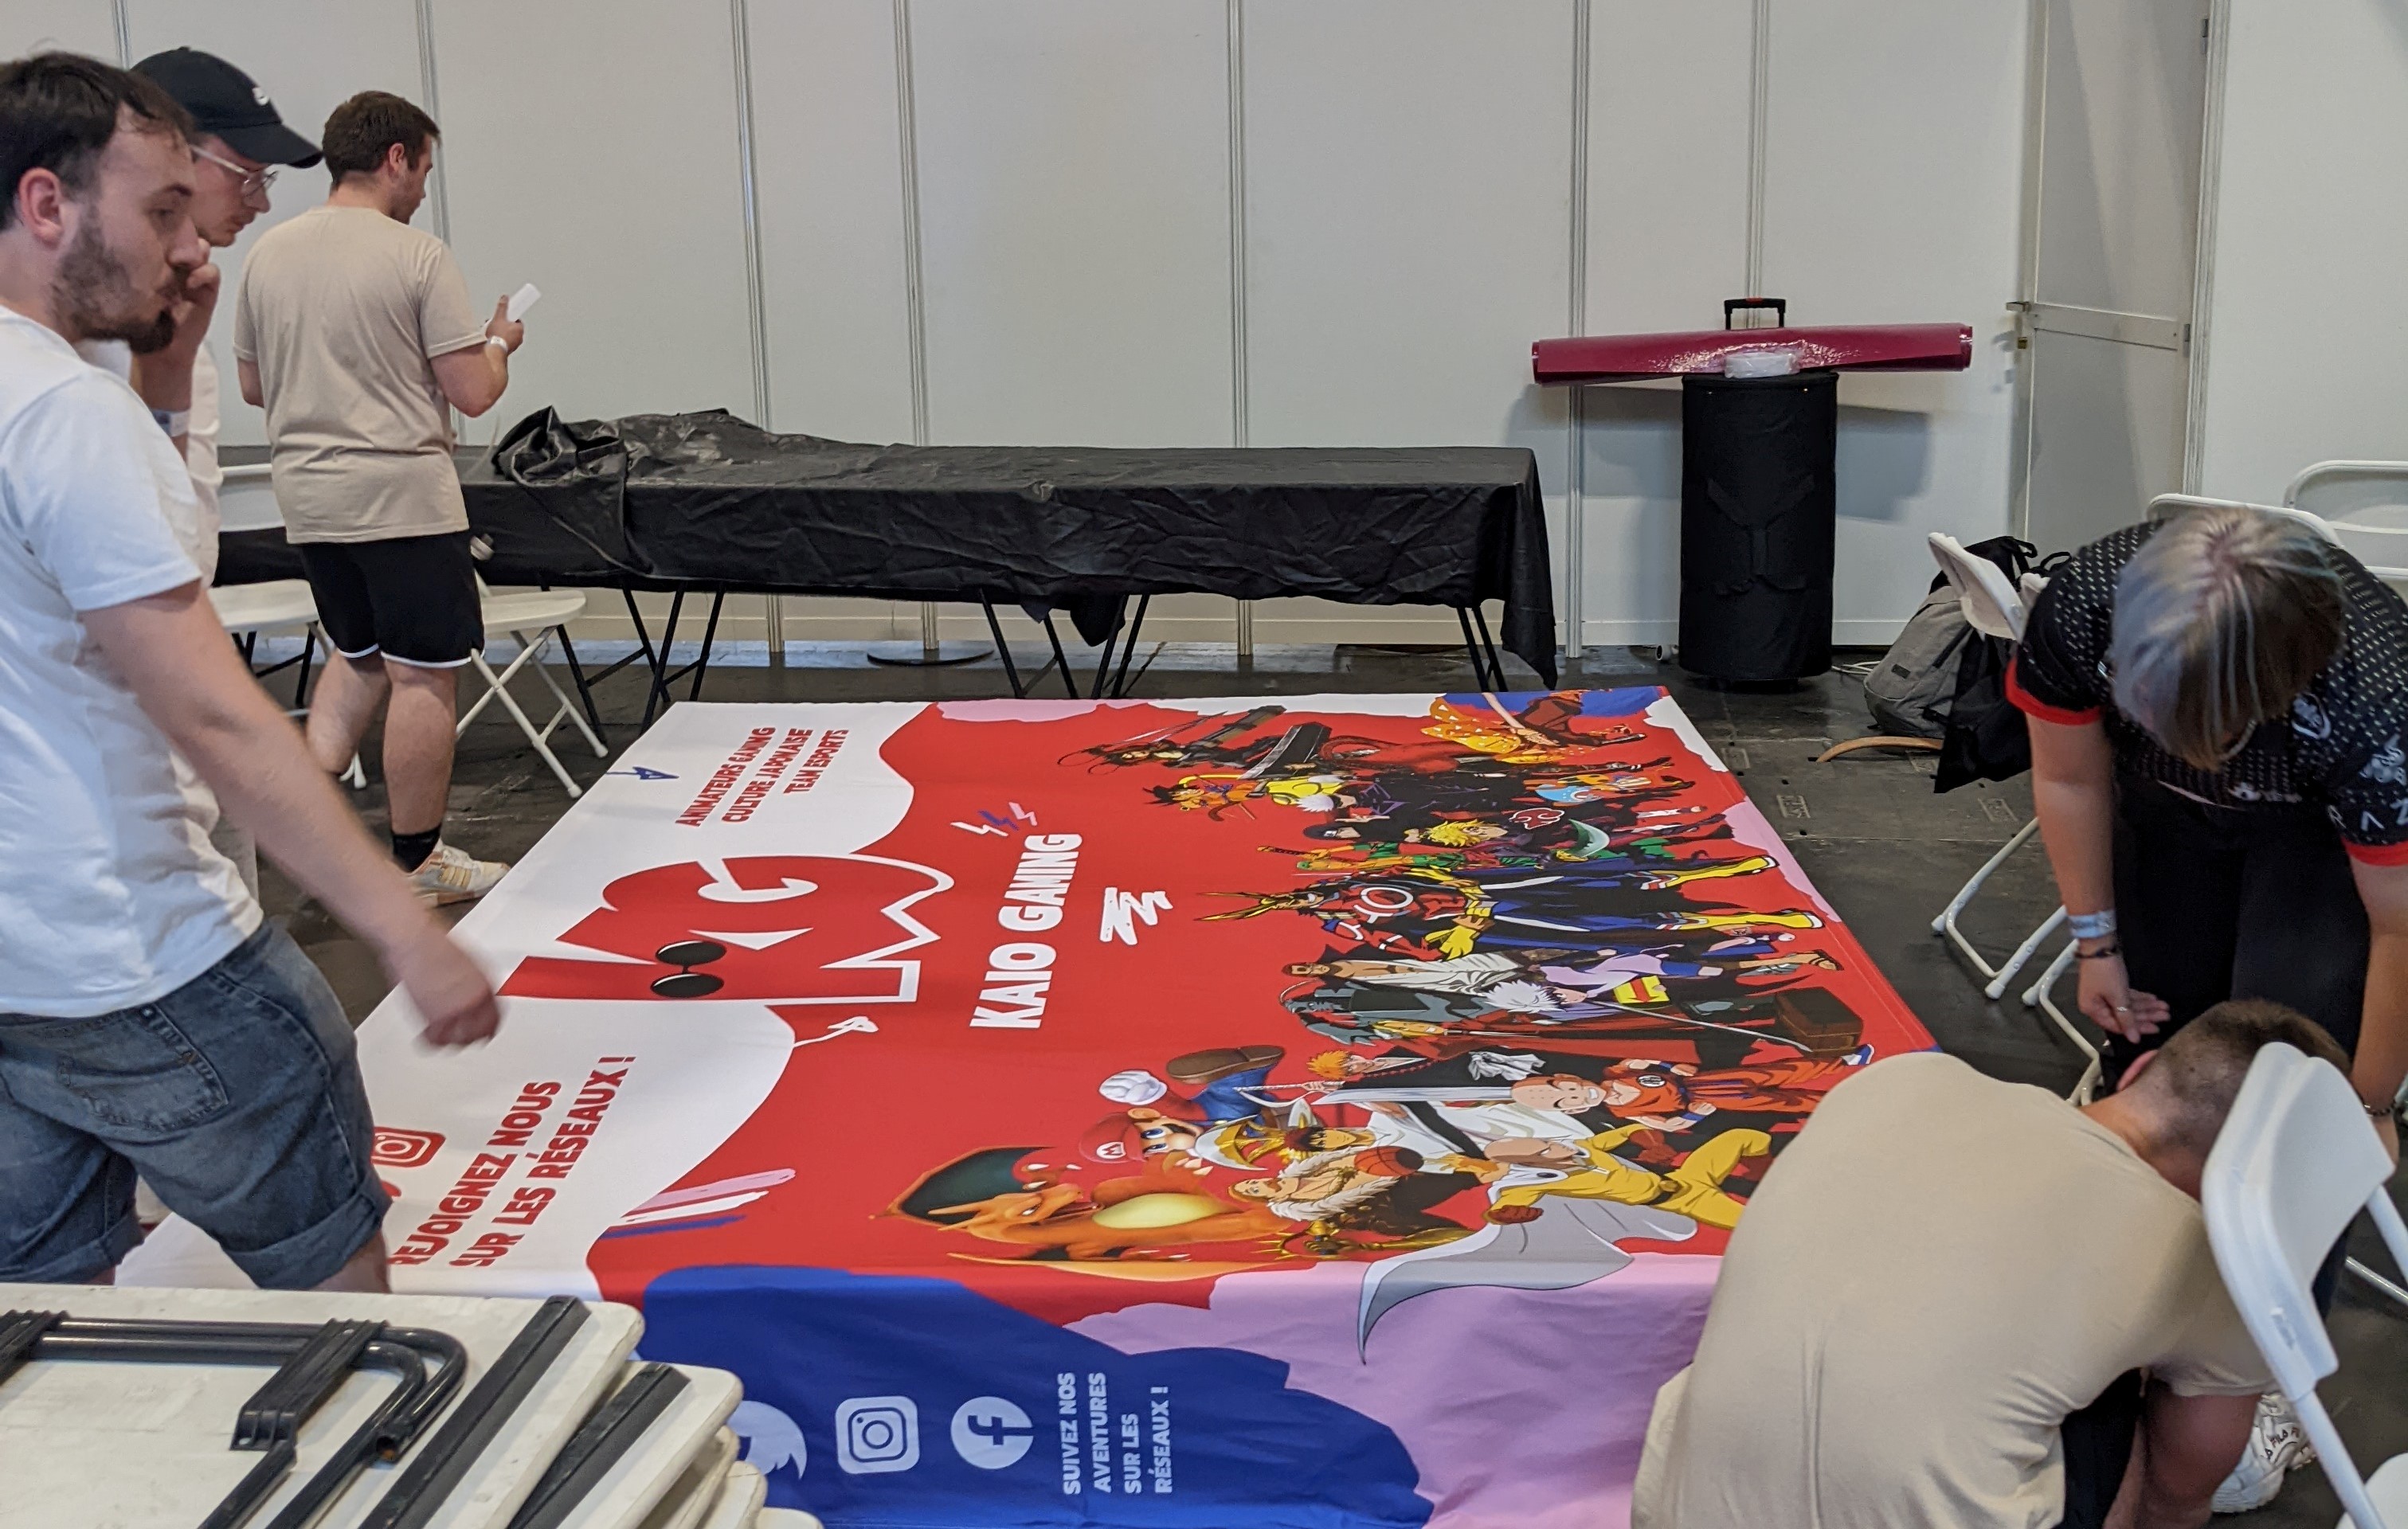 ANIMATEURS GAMING
CULTURE JAPONAISE
TEAM ESPORTS
KAIO GAMING
REJOIGNEZ NOUS
SUR LES RÉSEAUX !
SUIVEZ NOS
AVENTURES
SUR LES
RÉSEAUX !